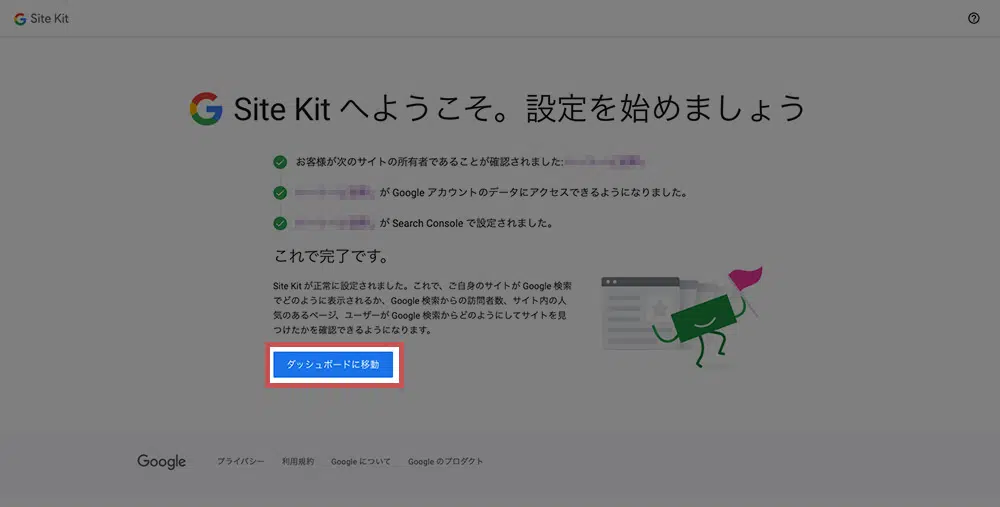 Site Kit
Site Kit へようこそ。設定を始めましょう
お客様が次のサイトの所有者であることが確認されました:
が Google アカウントのデータにアクセスできるようになりました。
が Search Console で設定されました。
これで完了です。
Site Kit が正常に設定されました。これで、ご自身のサイトが Google 検索
でどのように表示されるか、Google 検索からの訪問者数、サイト内の人
気のあるページ、ユーザーが Google 検索からどのようにしてサイトを見
つけたかを確認できるようになります。
ダッシュボードに移動
Google プライバシー 利用規約 Google について Google のプロダクト